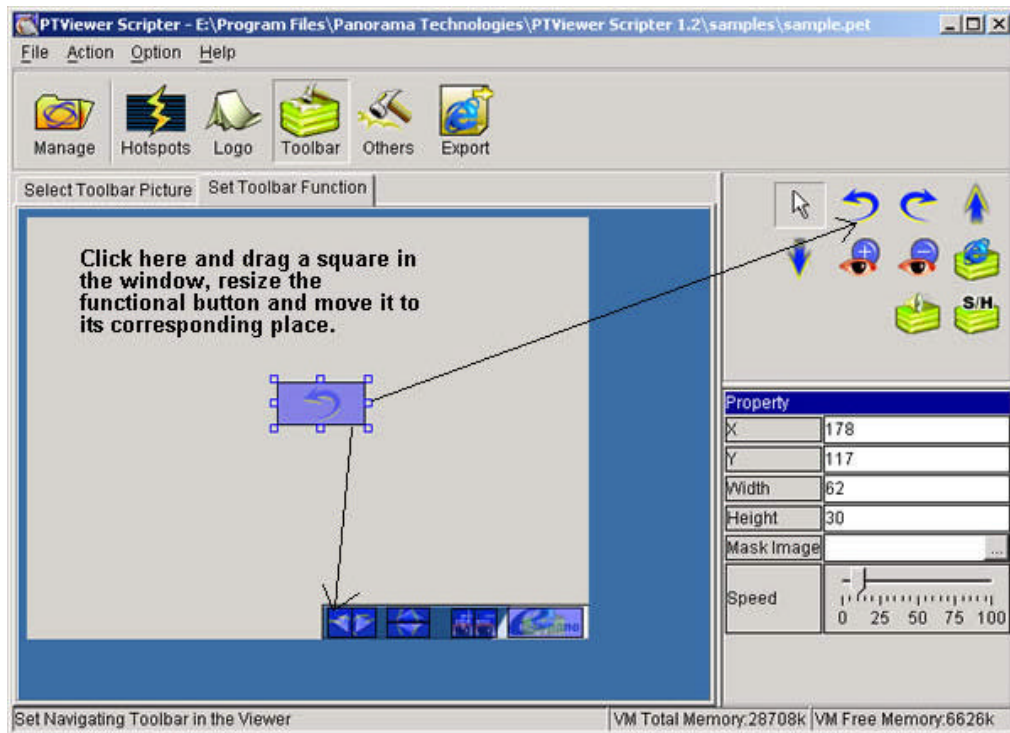 PTViewer Scripter - E:\Program Files\Panorama Technologies\PTViewer Scripter 1.2\samples\sample.pet
File Action Option Help
Manage Hotspots Logo Toolbar Others Export
Select Toolbar Picture Set Toolbar Function
Click here and drag a square in
the window, resize the
functional button and move it to
its corresponding place.
S/H
Property
X 178
Y 117
Width 62
Height 30
Mask Image ...
Speed
0 25 50 75 100
Set Navigating Toolbar in the Viewer VM Total Memory:28708k VM Free Memory:6626k